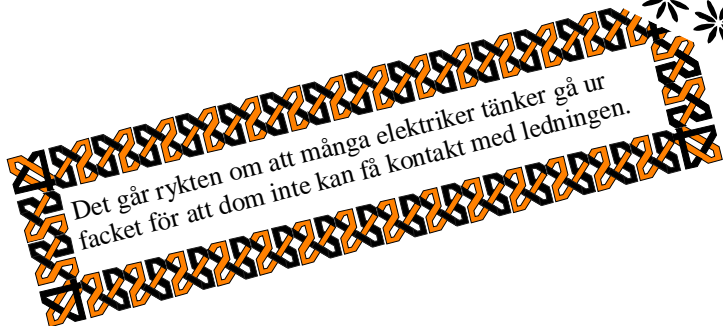 Det går rykten om att många elektriker tänker gå ur
facket för att dom inte kan få kontakt med ledningen.